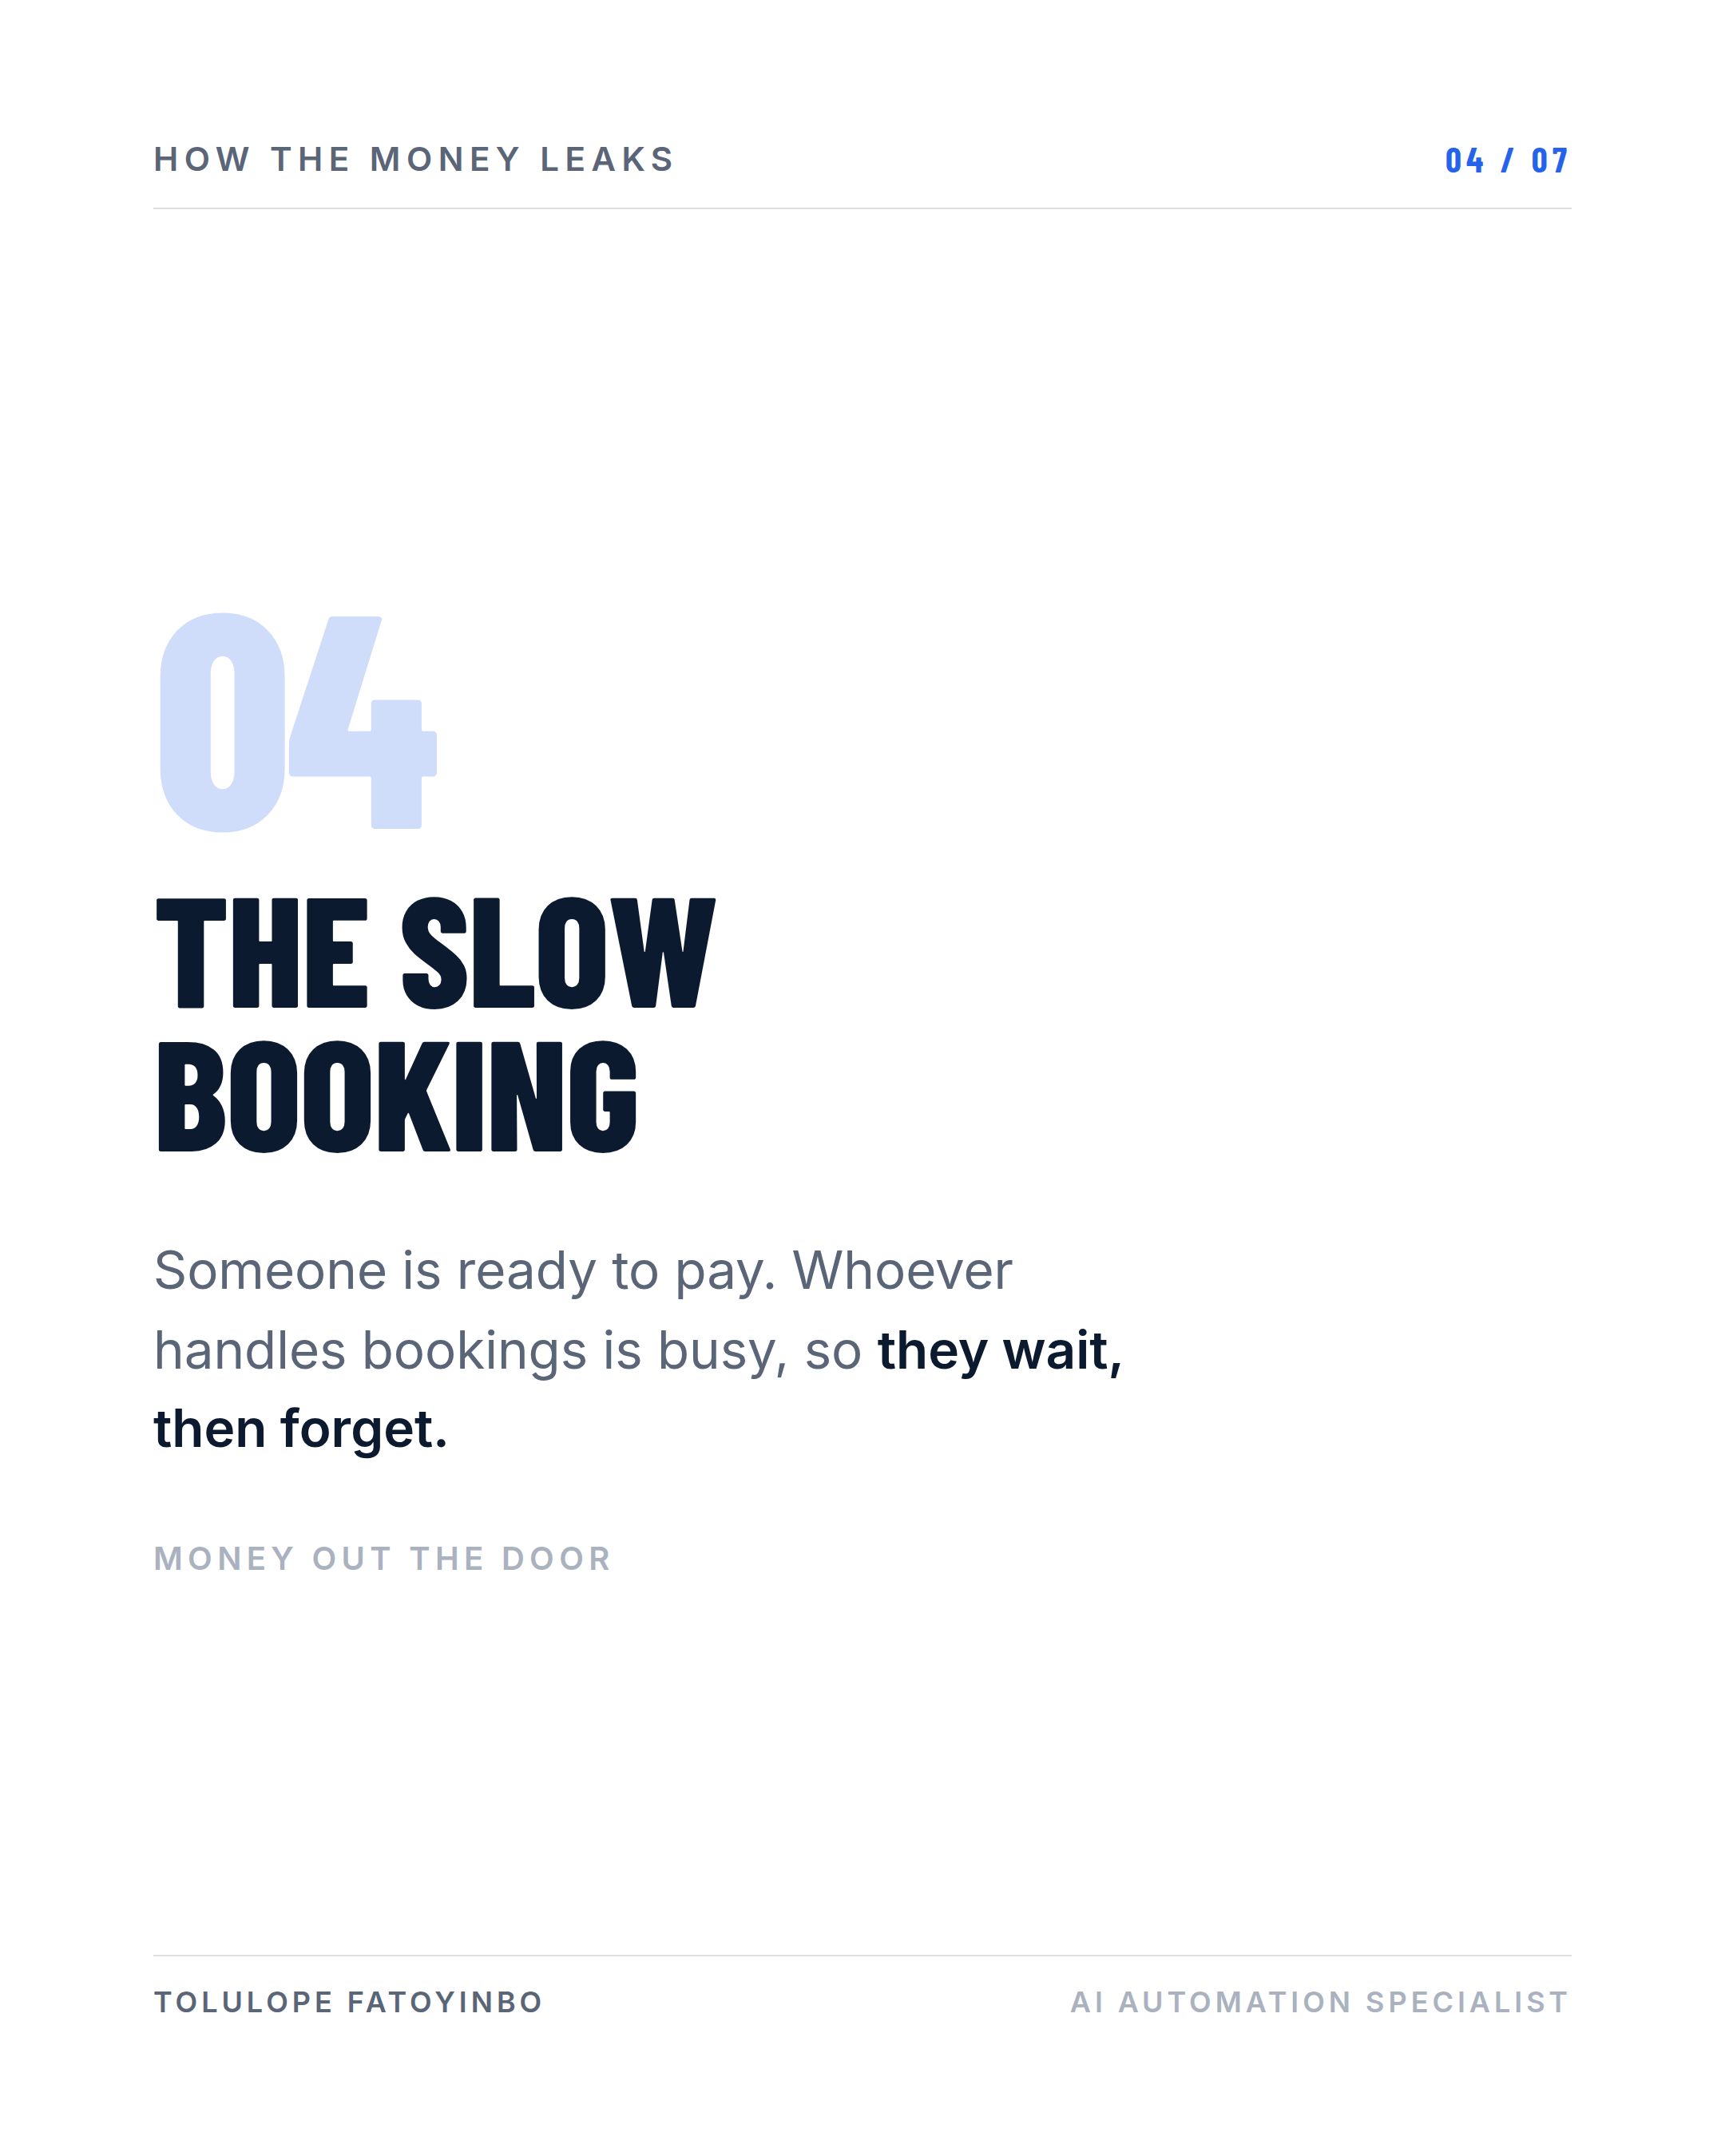 HOW THE MONEY LEAKS
04 / 07
04
THE SLOW
BOOKING
Someone is ready to pay. Whoever
handles bookings is busy, so they wait,
then forget.
MONEY OUT THE DOOR
TOLULOPE FATOYINBO
AI AUTOMATION SPECIALIST